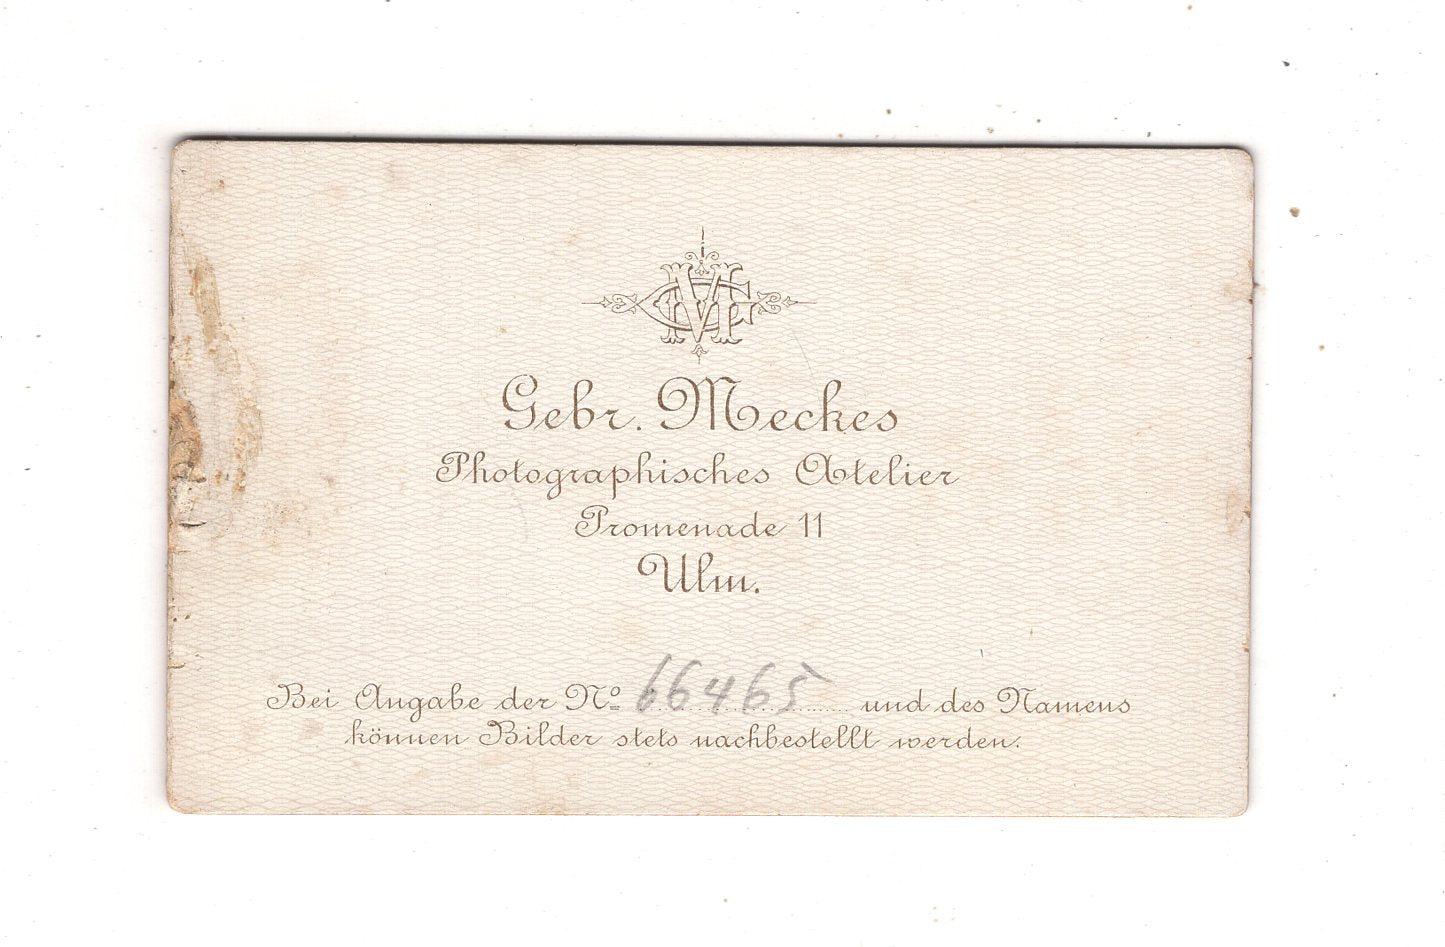 GM
Gebr. Meckes
Photographisches Atelier
Promenade 11
Ulm.
Bei Angabe der No 66465 und des Namens
können Bilder stets nachbestellt werden.